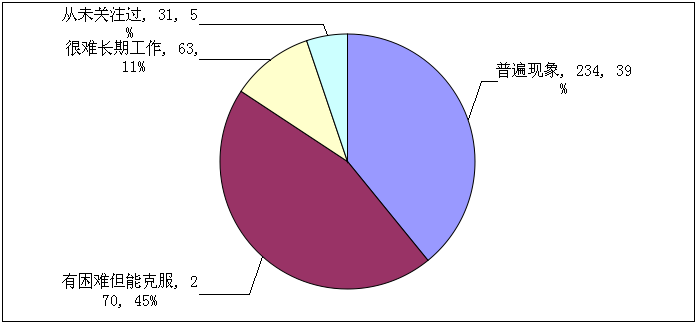 从未关注过, 31, 5
%
很难长期工作, 63,
11%
普遍现象, 234, 39
%
有困难但能克服, 2
70, 45%